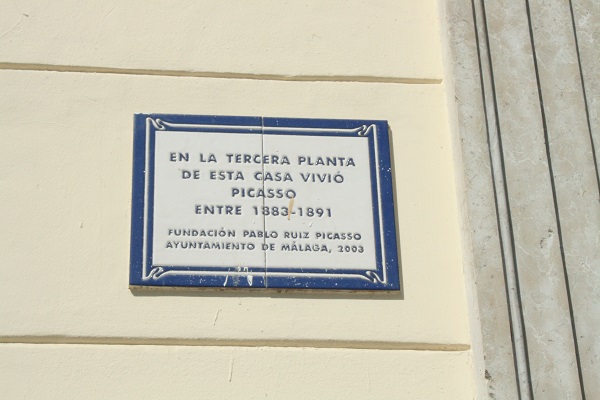 EN LA TERCERA PLANTA
DE ESTA CASA VIVIÓ
PICASSO
ENTRE 1883-1891
FUNDACIÓN PABLO RUIZ PICASSO
AYUNTAMIENTO DE MÁLAGA, 2003